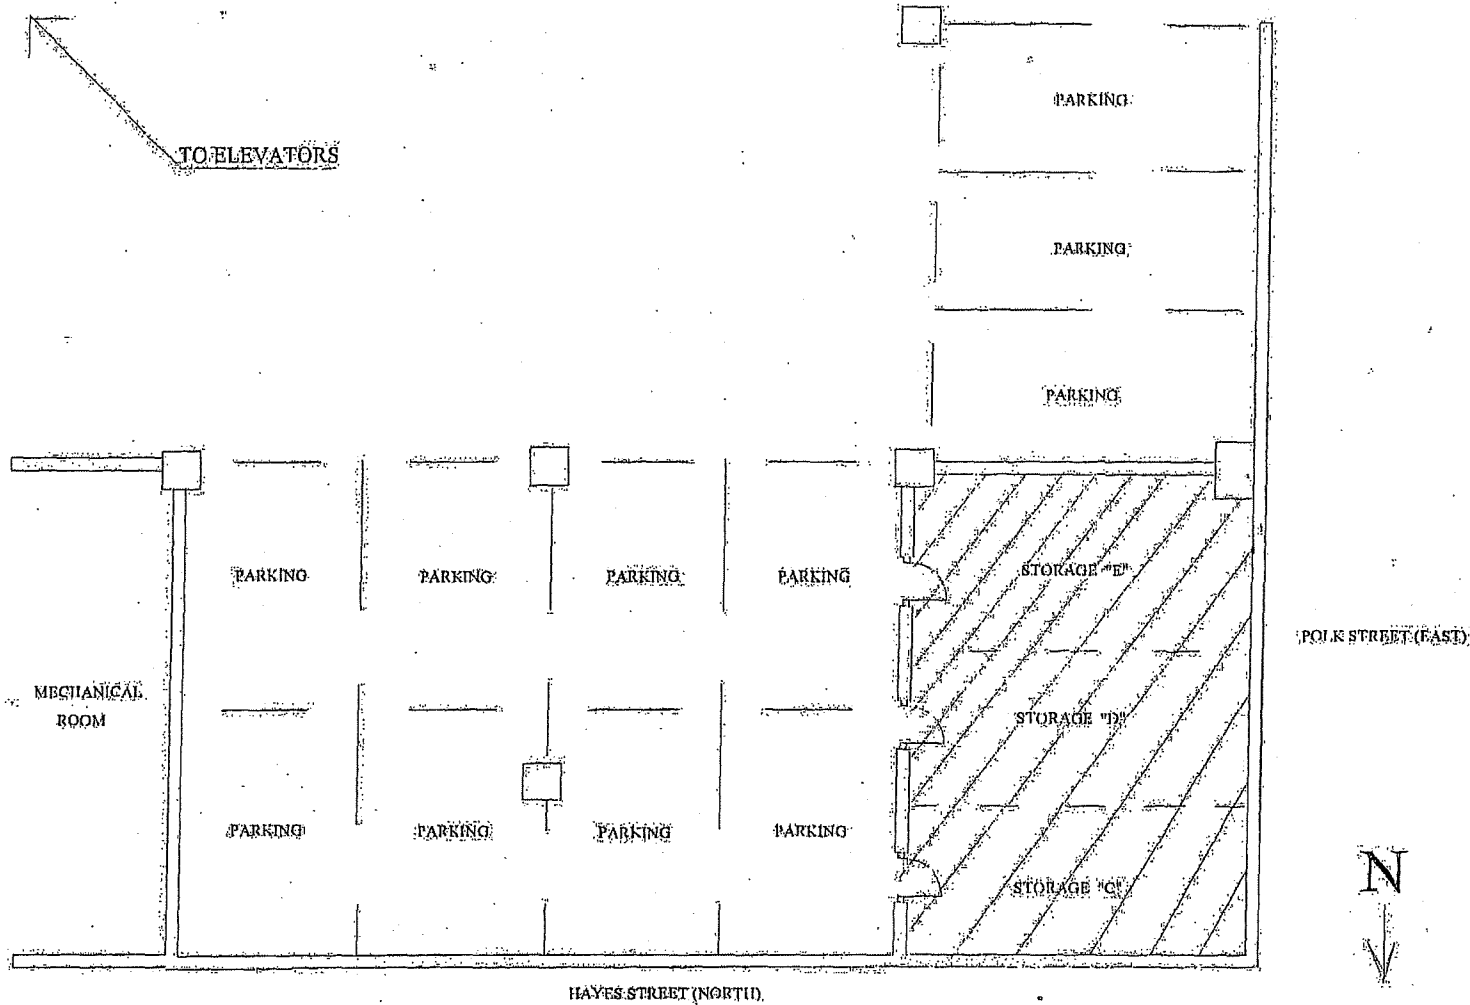 PARKING
TO ELEVATORS
PARKING
PARKING
PARKING PARKING PARKING PARKING
STORAGE "E"
POLK STREET (EAST)
MECHANICAL
ROOM
STORAGE "D"
PARKING PARKING PARKING PARKING
STORAGE "C"
N
HAYES STREET (NORTH)